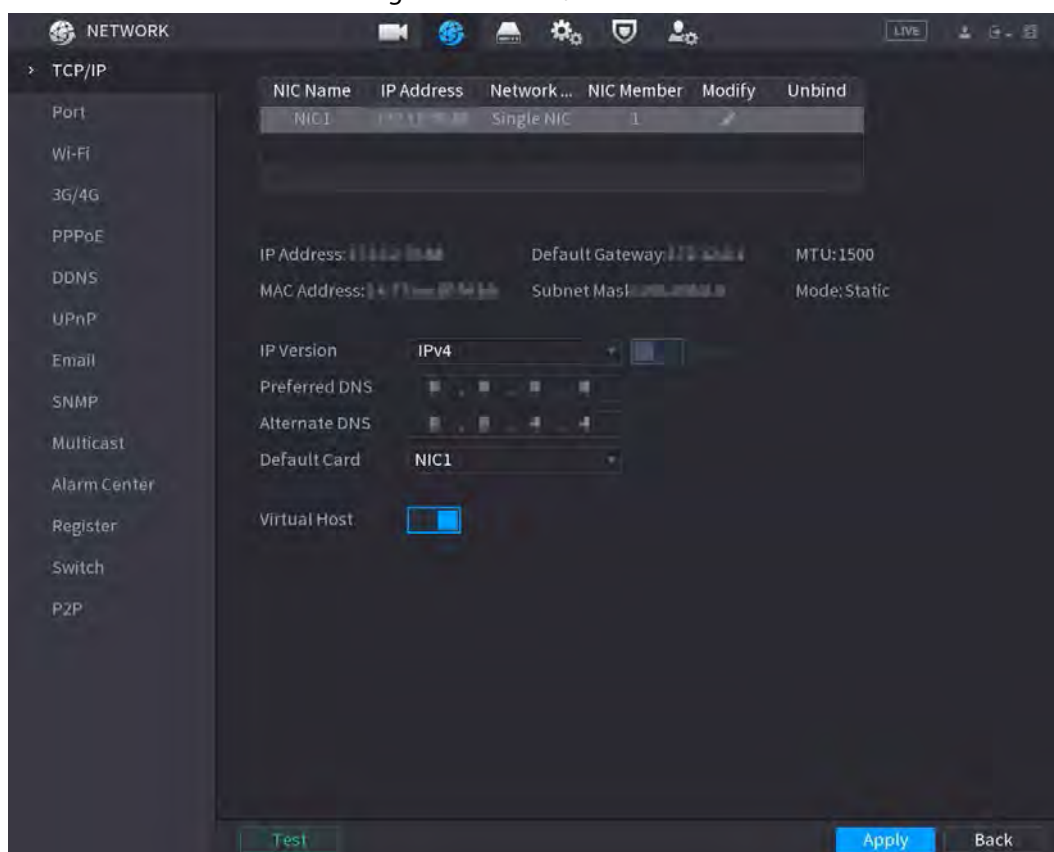 NETWORK
LIVE
TCP/IP
Port
Wi-Fi
3G/4G
PPPoE
DDNS
UPnP
Email
SNMP
Multicast
Alarm Center
Register
Switch
P2P
NIC Name IP Address Network... NIC Member Modify Unbind
NIC1 Single NIC 1
IP Address: Default Gateway: MTU:1500
MAC Address: Subnet Mask Mode:Static
IP Version IPv4
Preferred DNS
Alternate DNS
Default Card NIC1
Virtual Host
Test Apply Back